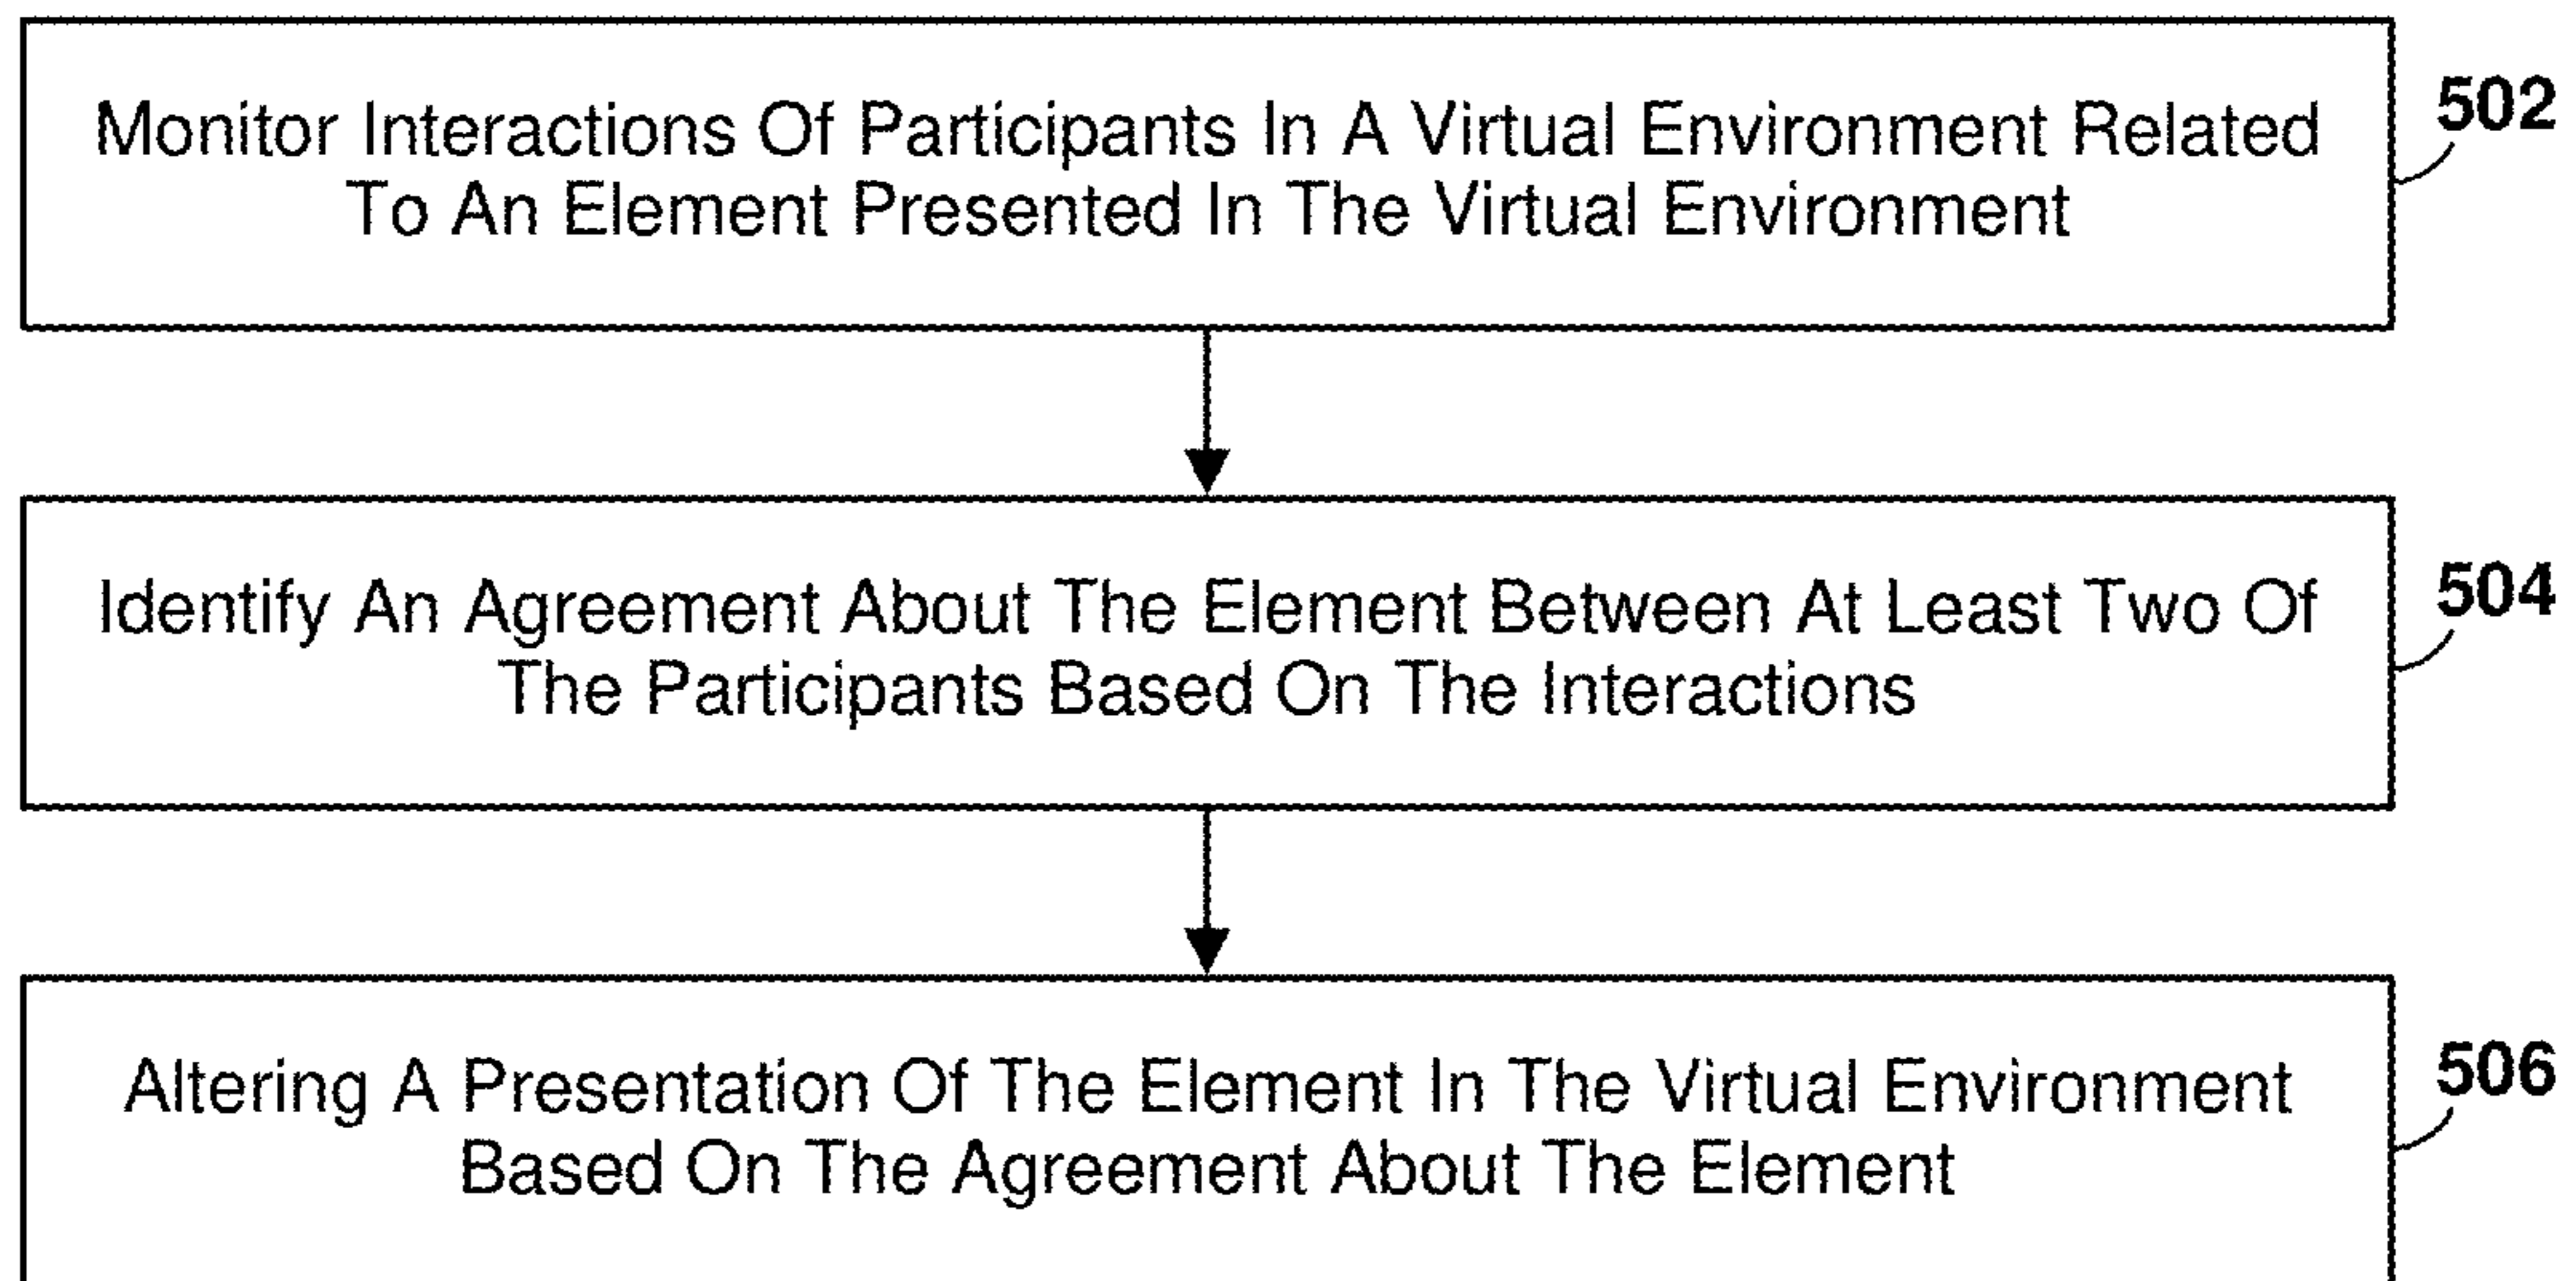 Monitor Interactions Of Participants In A Virtual Environment Related
To An Element Presented In The Virtual Environment
502
Identify An Agreement About The Element Between At Least Two Of
The Participants Based On The Interactions
504
Altering A Presentation Of The Element In The Virtual Environment
Based On The Agreement About The Element
506